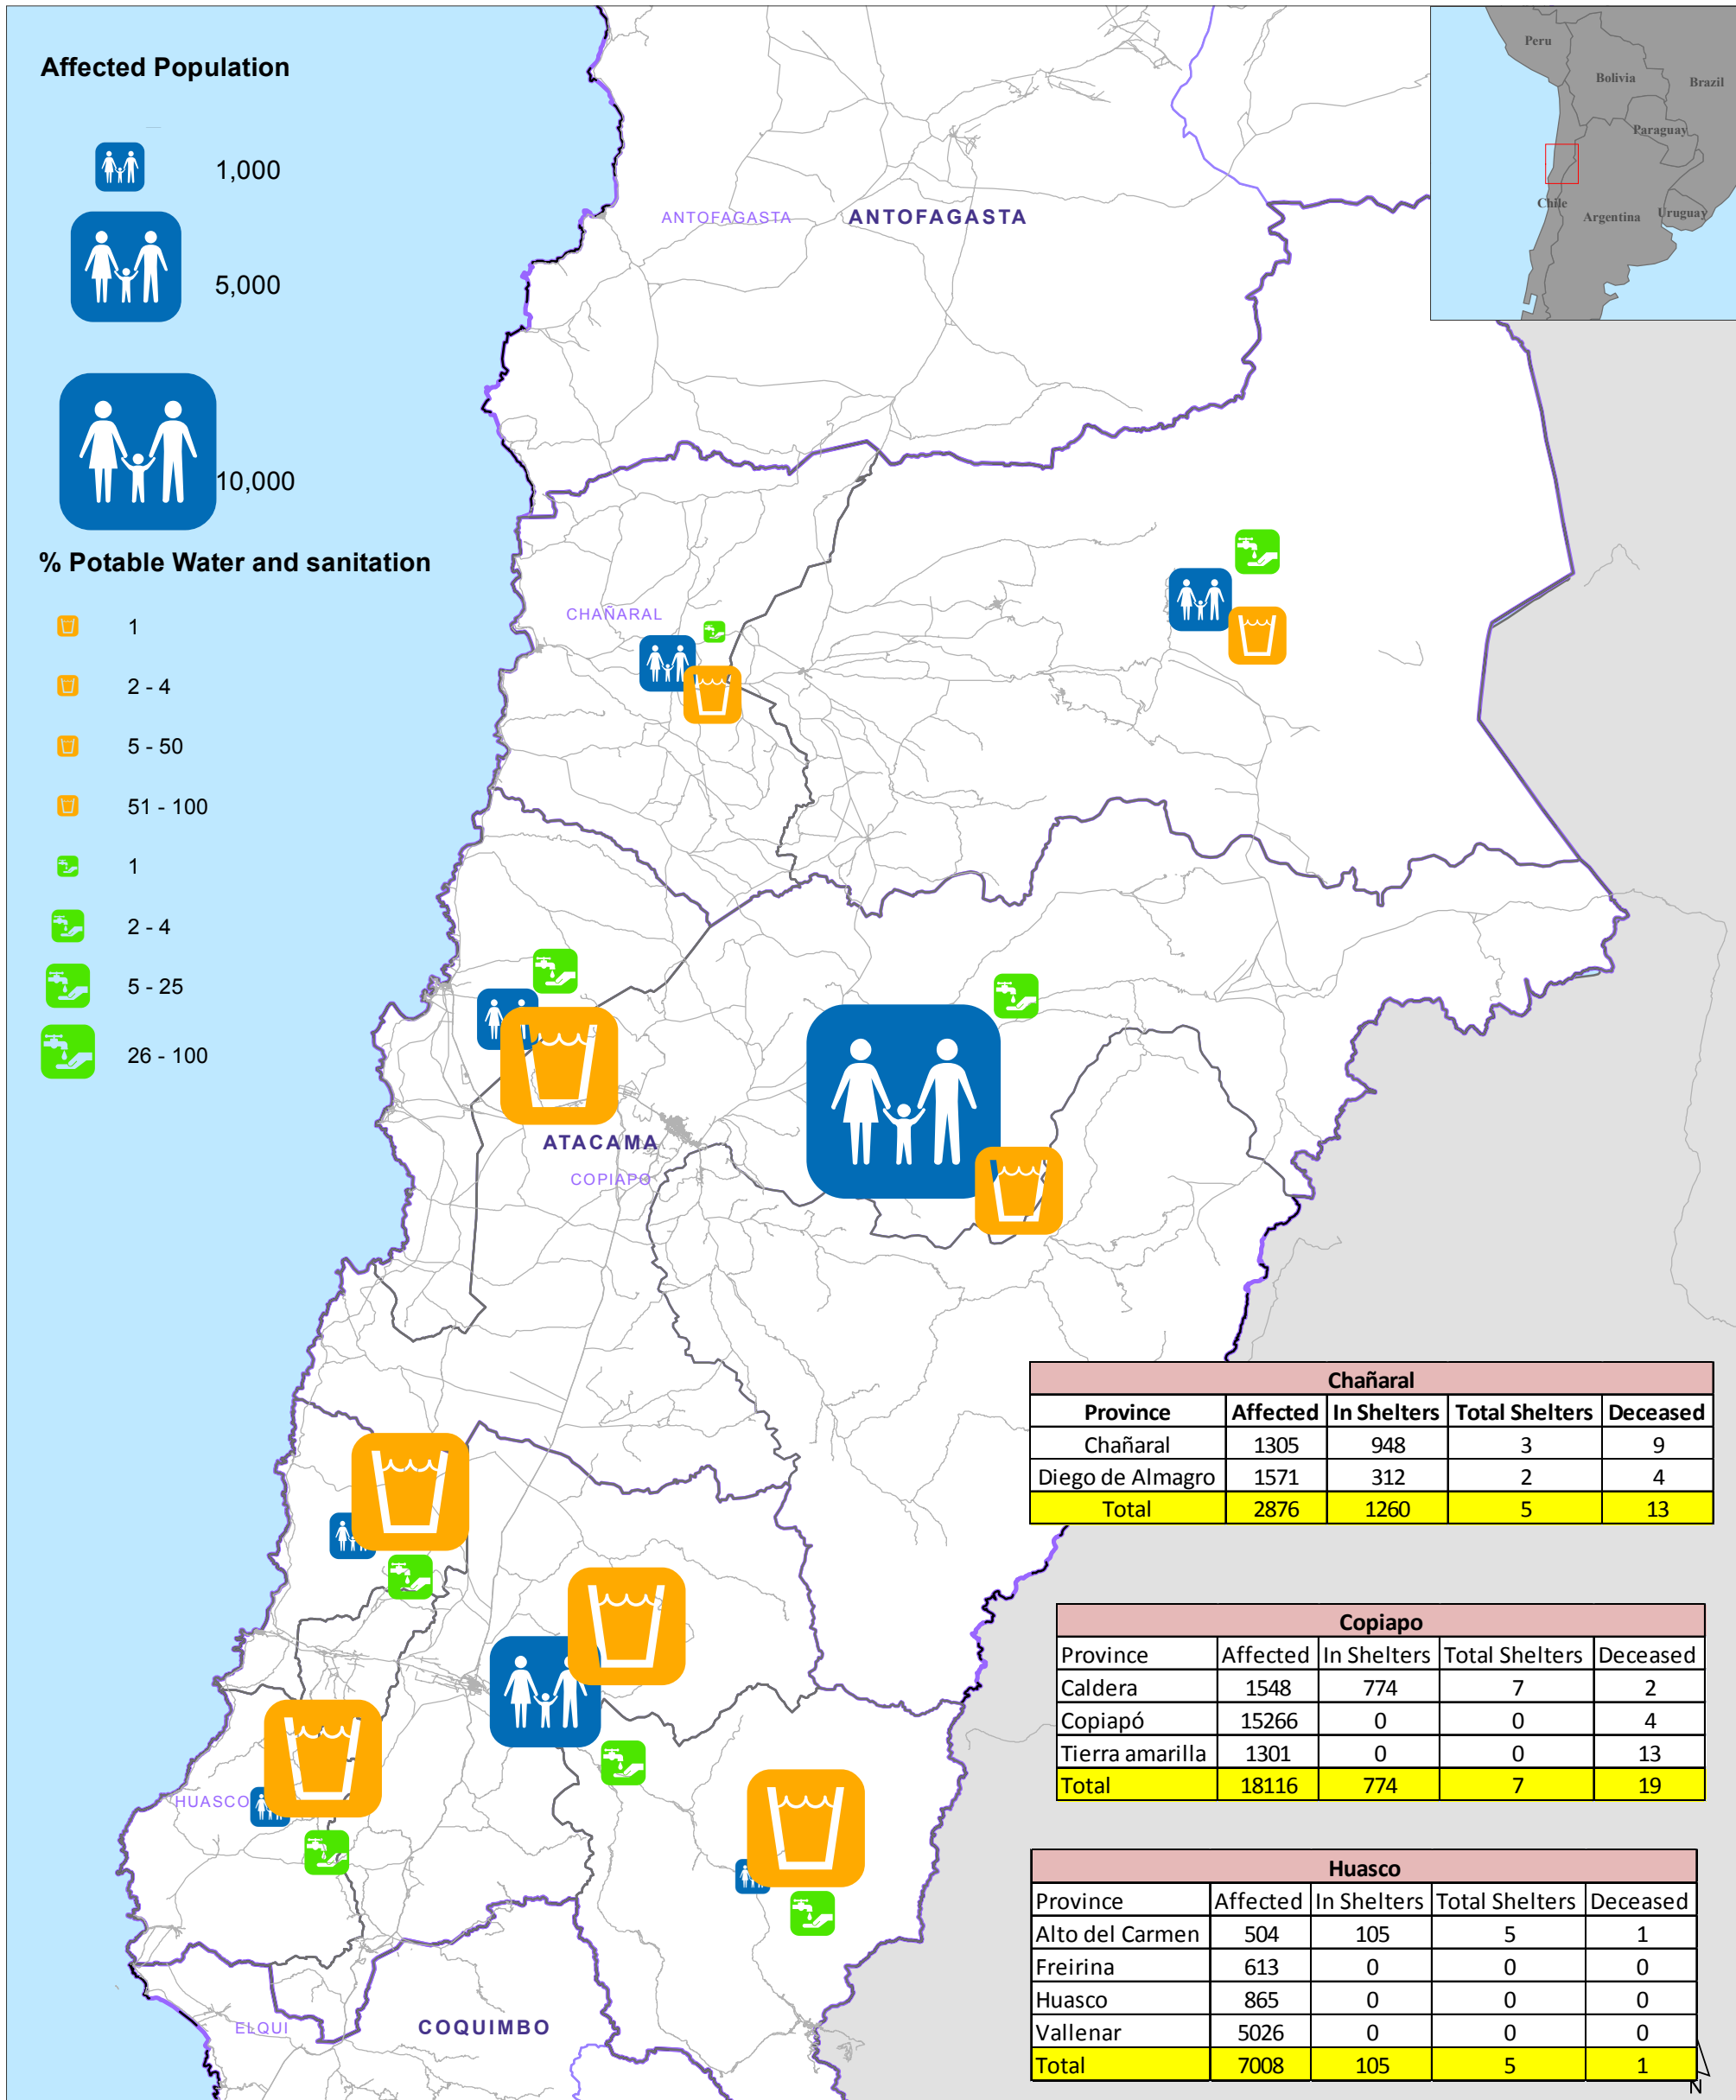 Affected Population
1,000
5,000
10,000
% Potable Water and sanitation
1
2 - 4
5 - 50
51 - 100
1
2 - 4
5 - 25
26 - 100
Peru
Bolivia
Brazil
Paraguay
Chile
Argentina
Uruguay
ANTOFAGASTA
ANTOFAGASTA
CHAÑARAL
ATACAMA
COPIAPO
HUASCO
ELQUI
COQUIMBO
Chañaral
Province Affected In Shelters Total Shelters Deceased
Chañaral 1305 948 3 9
Diego de Almagro 1571 312 2 4
Total 2876 1260 5 13
Copiapo
Province Affected In Shelters Total Shelters Deceased
Caldera 1548 774 7 2
Copiapó 15266 0 0 4
Tierra amarilla 1301 0 0 13
Total 18116 774 7 19
Huasco
Province Affected In Shelters Total Shelters Deceased
Alto del Carmen 504 105 5 1
Freirina 613 0 0 0
Huasco 865 0 0 0
Vallenar 5026 0 0 0
Total 7008 105 5 1
N